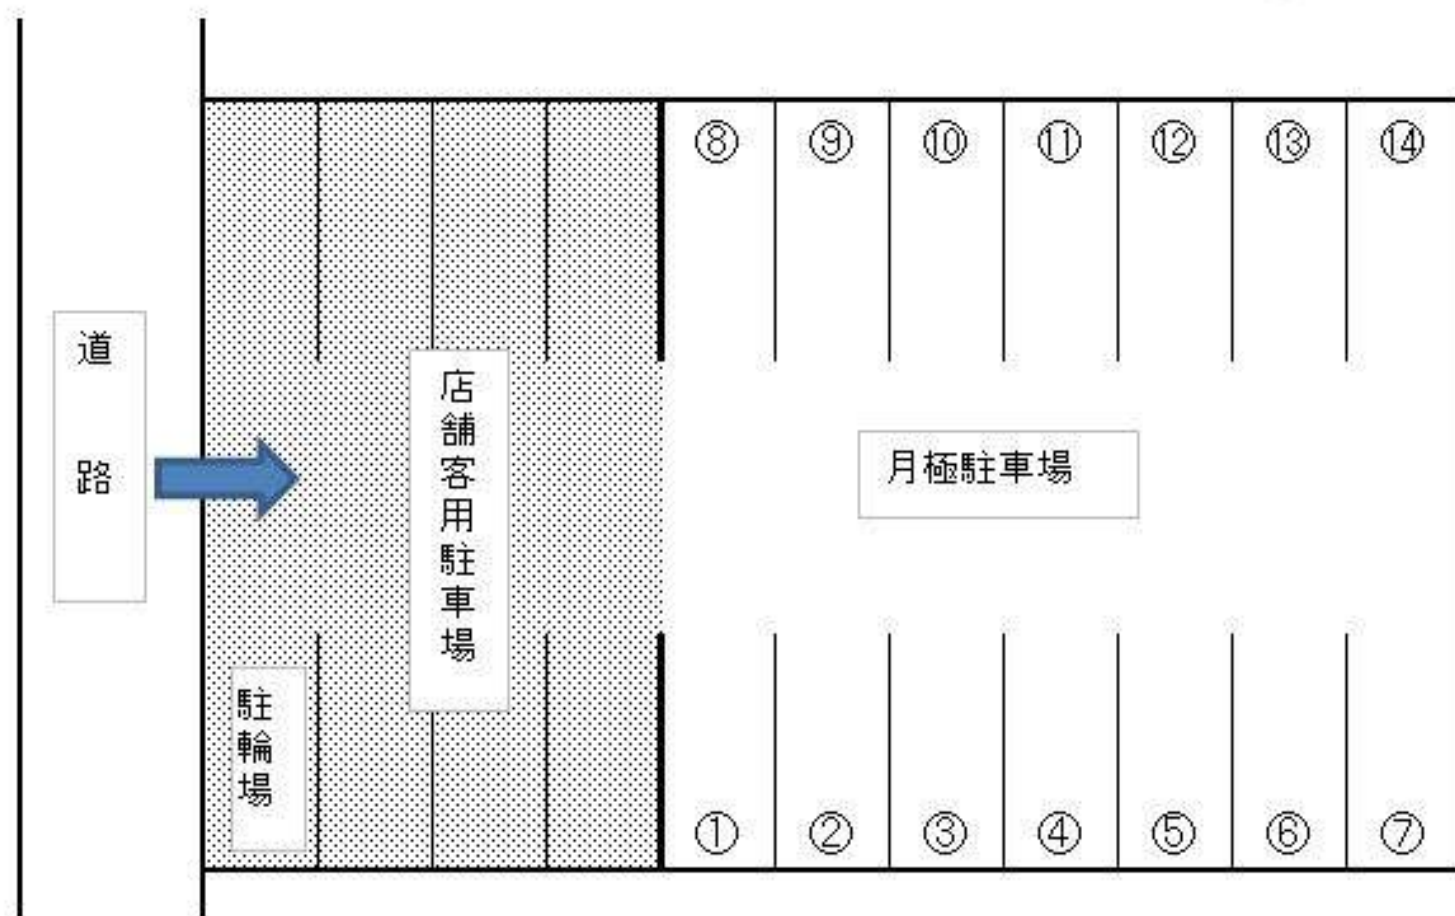 道路
店舗客用駐車場
駐輪場
月極駐車場
⑧ ⑨ ⑩ ⑪ ⑫ ⑬ ⑭
① ② ③ ④ ⑤ ⑥ ⑦